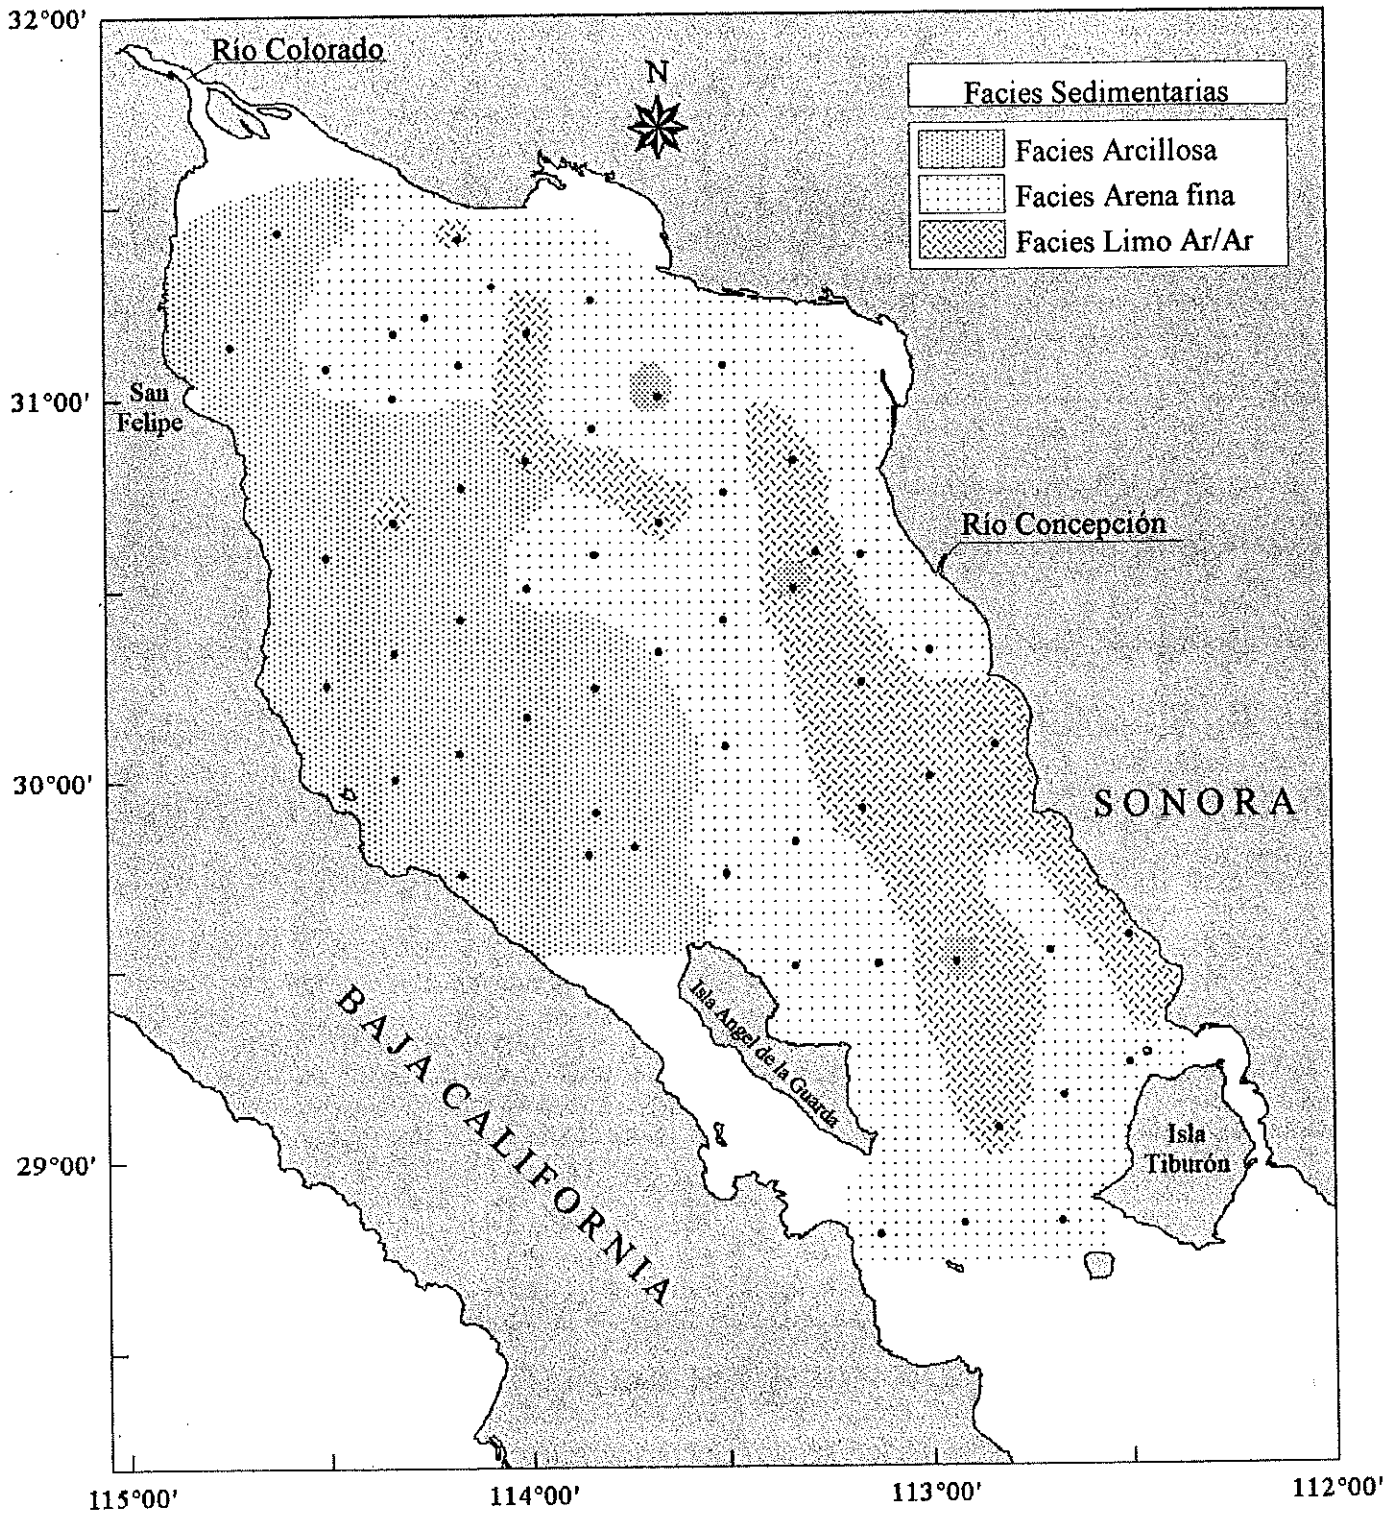 32°00'
Río Colorado
N
Facies Sedimentarias
Facies Arcillosa
Facies Arena fina
Facies Limo Ar/Ar
31°00'
San
Felipe
Río Concepción
30°00'
SONORA
BAJA CALIFORNIA
Isla Angel de la Guarda
29°00'
Isla
Tiburón
115°00'
114°00'
113°00'
112°00'